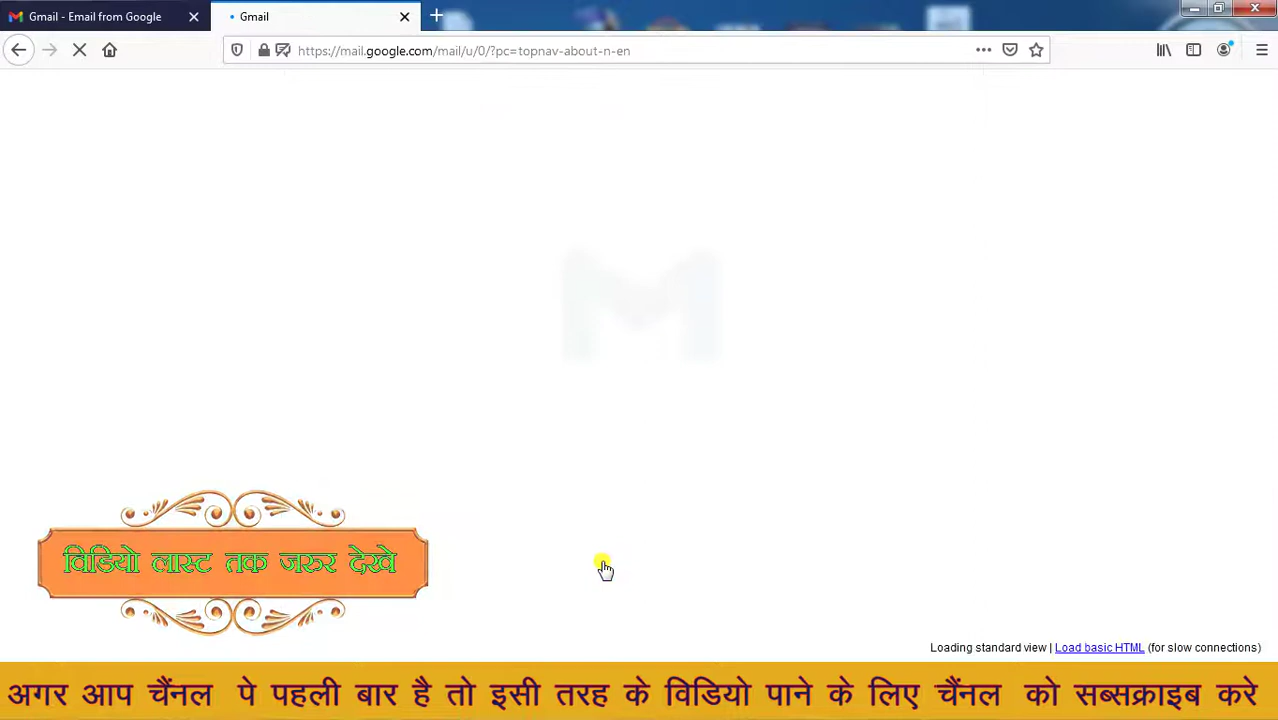 Gmail - Email from Google
Gmail
https://mail.google.com/mail/u/0/?pc=topnav-about-n-en
विडियो लास्ट तक जरुर देखे
Loading standard view | Load basic HTML (for slow connections)
अगर आप चैंनल पे पहली बार है तो इसी तरह के विडियो पाने के लिए चैंनल को सब्सक्राइब करे